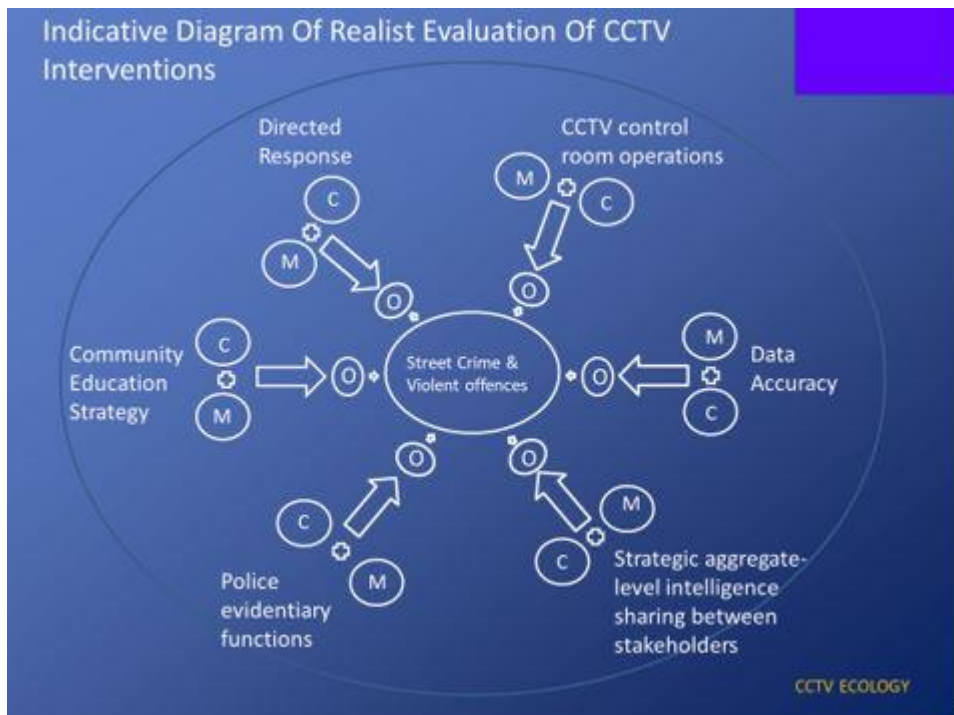 Indicative Diagram Of Realist Evaluation Of CCTV
Interventions
Directed
Response
C
M
O
CCTV control
room operations
M
C
O
Community
Education
Strategy
C
M
O
Street Crime &
Violent offences
O
M
C
Data
Accuracy
O
C
M
Police
evidentiary
functions
O
M
C
Strategic aggregate-
level intelligence
sharing between
stakeholders
CCTV ECOLOGY